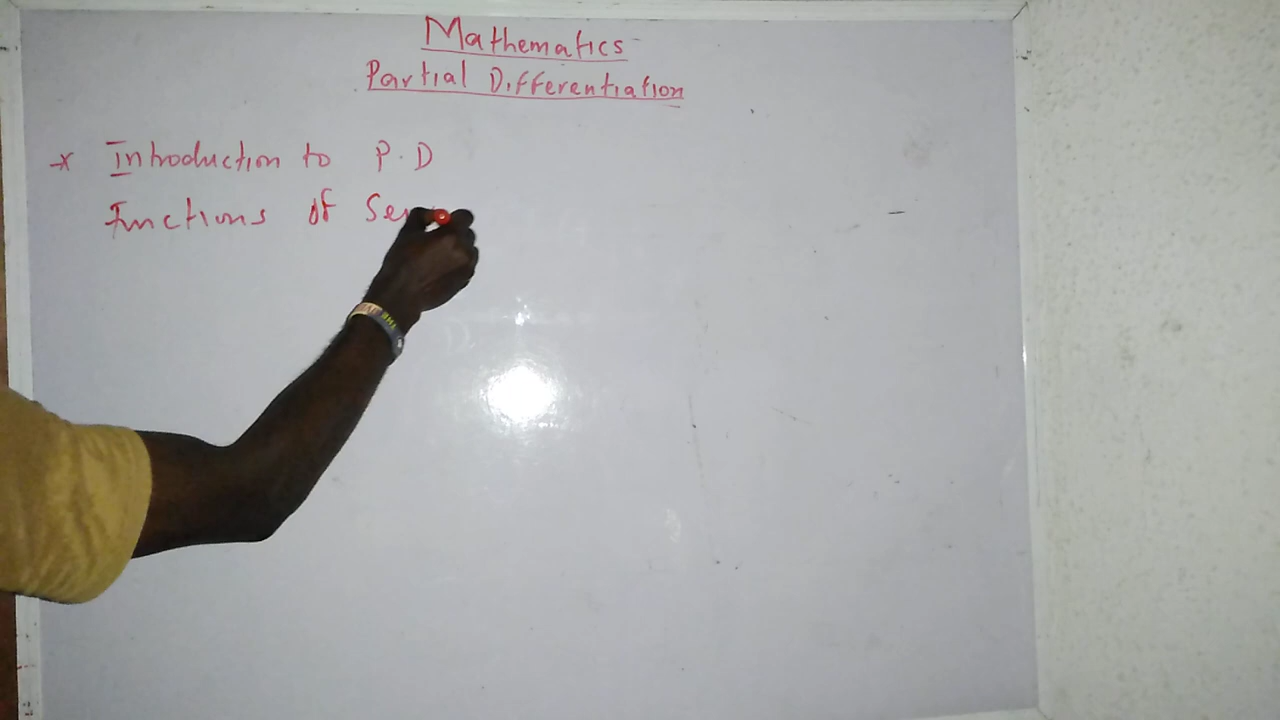 Mathematics
Partial Differentiation
* Introduction to P.D
Functions of